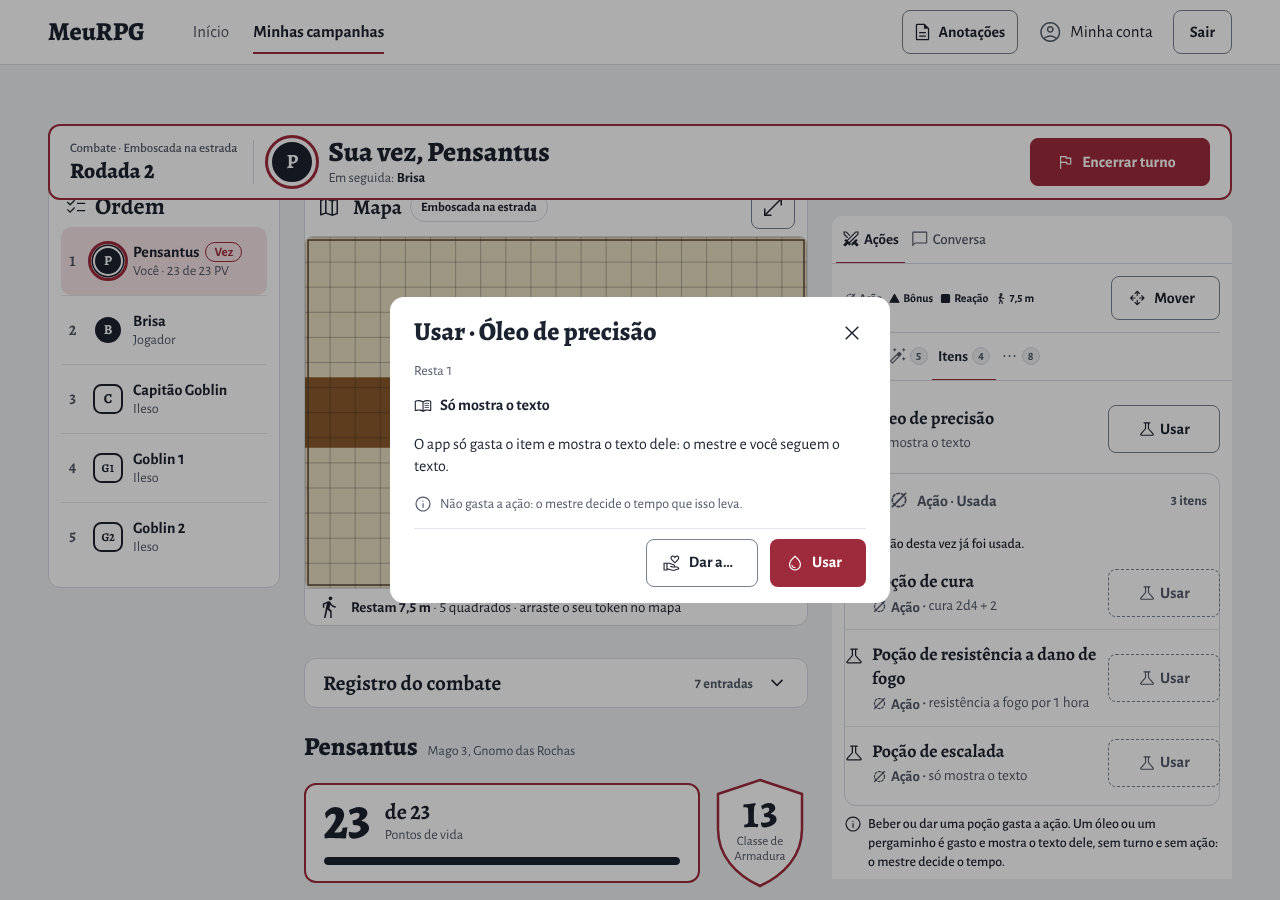 MeuRPG
Início
Minhas campanhas
Anotações
Minha conta
Sair
Combate · Emboscada na estrada
Rodada 2
P
Sua vez, Pensantus
Em seguida: Brisa
Encerrar turno
Ordem
1
P
Pensantus
Vez
Você · 23 de 23 PV
2
B
Brisa
Jogador
3
C
Capitão Goblin
Ileso
4
G1
Goblin 1
Ileso
5
G2
Goblin 2
Ileso
Mapa
Emboscada na estrada
Restam 7,5 m · 5 quadrados · arraste o seu token no mapa
Registro do combate
7 entradas
Pensantus
Mago 3, Gnomo das Rochas
23
de 23
Pontos de vida
13
Classe de
Armadura
Ações
Conversa
Bônus
Reação
7,5 m
Mover
5
Itens
4
8
de precisão
mostra o texto
Usar
Ação · Usada
3 itens
desta vez já foi usada.
de cura
Ação · cura 2d4 + 2
Usar
Poção de resistência a dano de
fogo
Ação · resistência a fogo por 1 hora
Usar
Poção de escalada
Ação · só mostra o texto
Usar
Beber ou dar uma poção gasta a ação. Um óleo ou um
pergaminho é gasto e mostra o texto dele, sem turno e sem ação:
o mestre decide o tempo.
Usar · Óleo de precisão
Resta 1
Só mostra o texto
O app só gasta o item e mostra o texto dele: o mestre e você seguem o
texto.
Não gasta a ação: o mestre decide o tempo que isso leva.
Dar a...
Usar